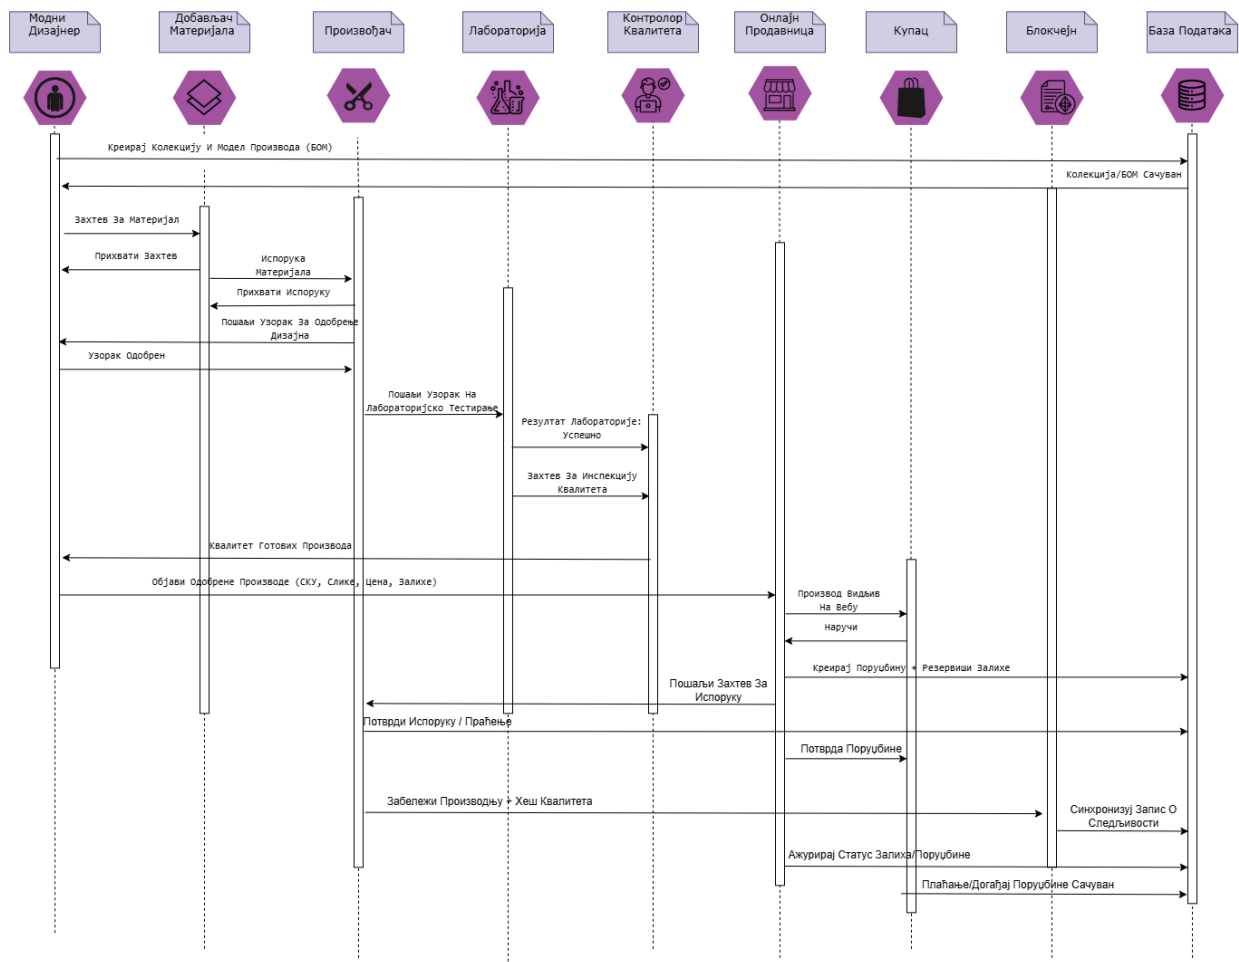 Модни
Дизајнер
Добављач
Материјала
Произвођач
Лабораторија
Контролор
Квалитета
Онлајн
Продавница
Купац
Блокчејн
База Података
Креирај Колекцију И Модел Производа (БОМ)
Колекција/БОМ Сачуван
Захтев За Материјал
Прихвати Захтев
Испорука
Материјала
Прихвати Испоруку
Пошаљи Узорак За Одобрење
Дизајна
Узорак Одобрен
Пошаљи Узорак На
Лабораторијско Тестирање
Резултат Лабораторије:
Успешно
Захтев За Инспекцију
Квалитета
Квалитет Готових Производа
Објави Одобрене Производе (СКУ, Слике, Цена, Залихе)
Производ Видљив
На Вебу
Наручи
Креирај Поруџбину + Резервиши Залихе
Пошаљи Захтев За
Испоруку
Потврди Испоруку / Праћење
Потврда Поруџбине
Забележи Производњу + Хеш Квалитета
Синхронизуј Запис О
Следљивости
Ажурирај Статус Залиха/Поруџбине
Плаћање/Догађај Поруџбине Сачуван